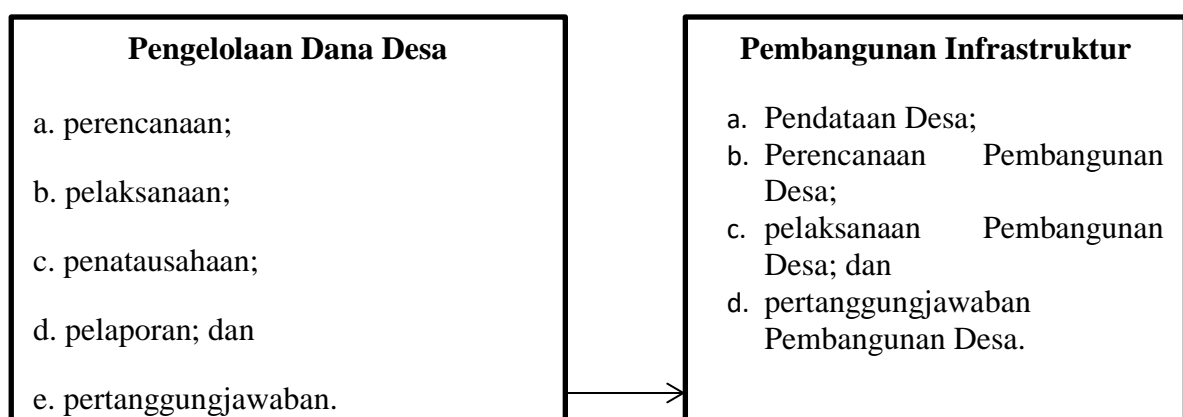 Pengelolaan Dana Desa
a. perencanaan;
b. pelaksanaan;
c. penatausahaan;
d. pelaporan; dan
e. pertanggungjawaban.
Pembangunan Infrastruktur
a. Pendataan Desa;
b. Perencanaan Pembangunan
Desa;
c. pelaksanaan Pembangunan
Desa; dan
d. pertanggungjawaban
Pembangunan Desa.